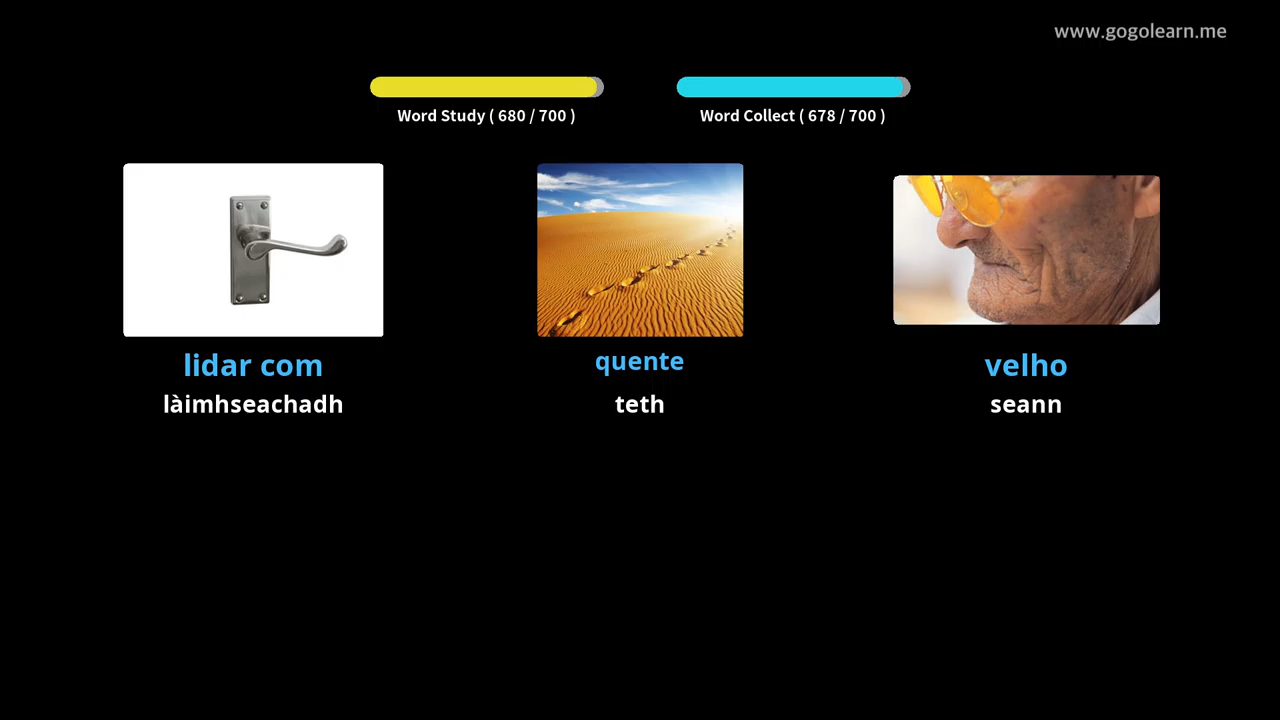 www.gogolearn.me
Word Study ( 680 / 700 )
Word Collect ( 678 / 700 )
lidar com
làimhseachadh
quente
teth
velho
seann